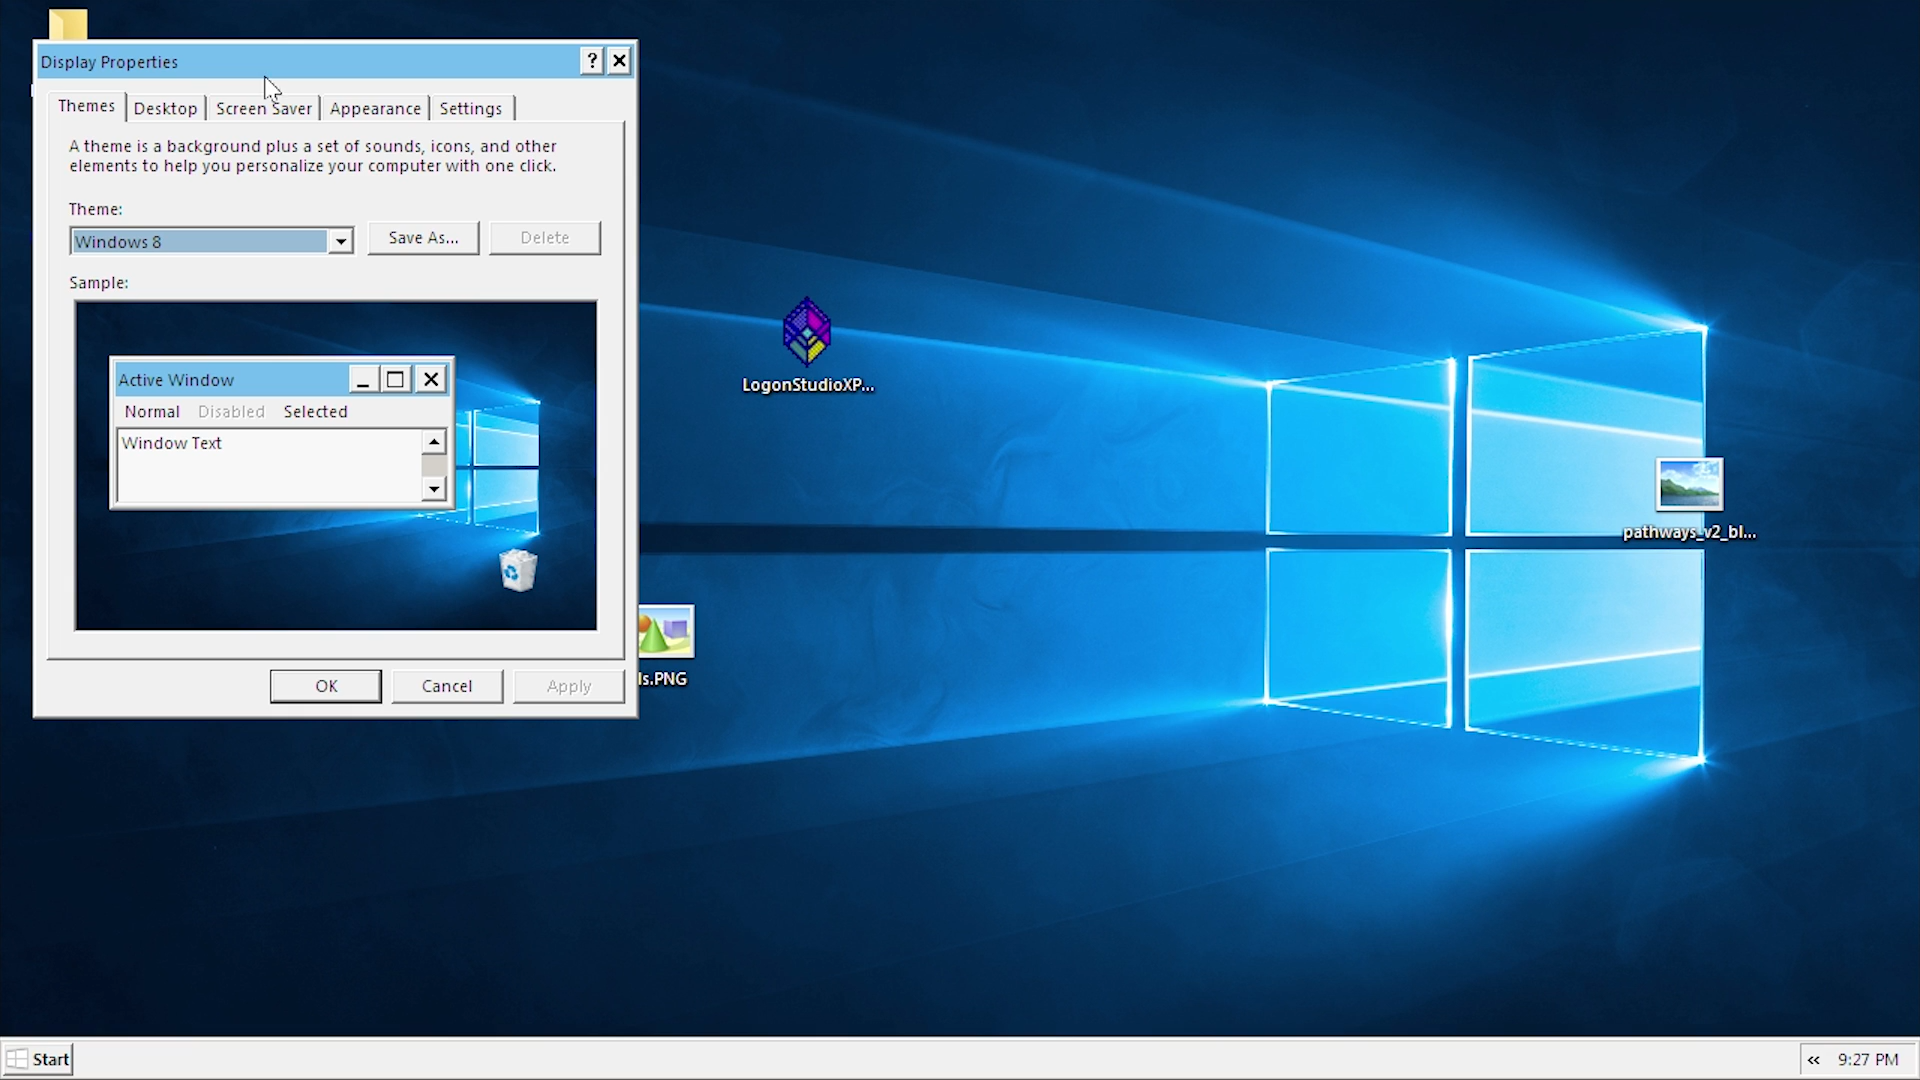 Display Properties
Themes
Desktop
Screen Saver
Appearance
Settings
A theme is a background plus a set of sounds, icons, and other
elements to help you personalize your computer with one click.
Theme:
Windows 8
Save As...
Delete
Sample:
Active Window
Normal Disabled Selected
Window Text
OK
Cancel
Apply
LogonStudioXP...
pathways_v2_bl...
ls.PNG
Start
9:27 PM